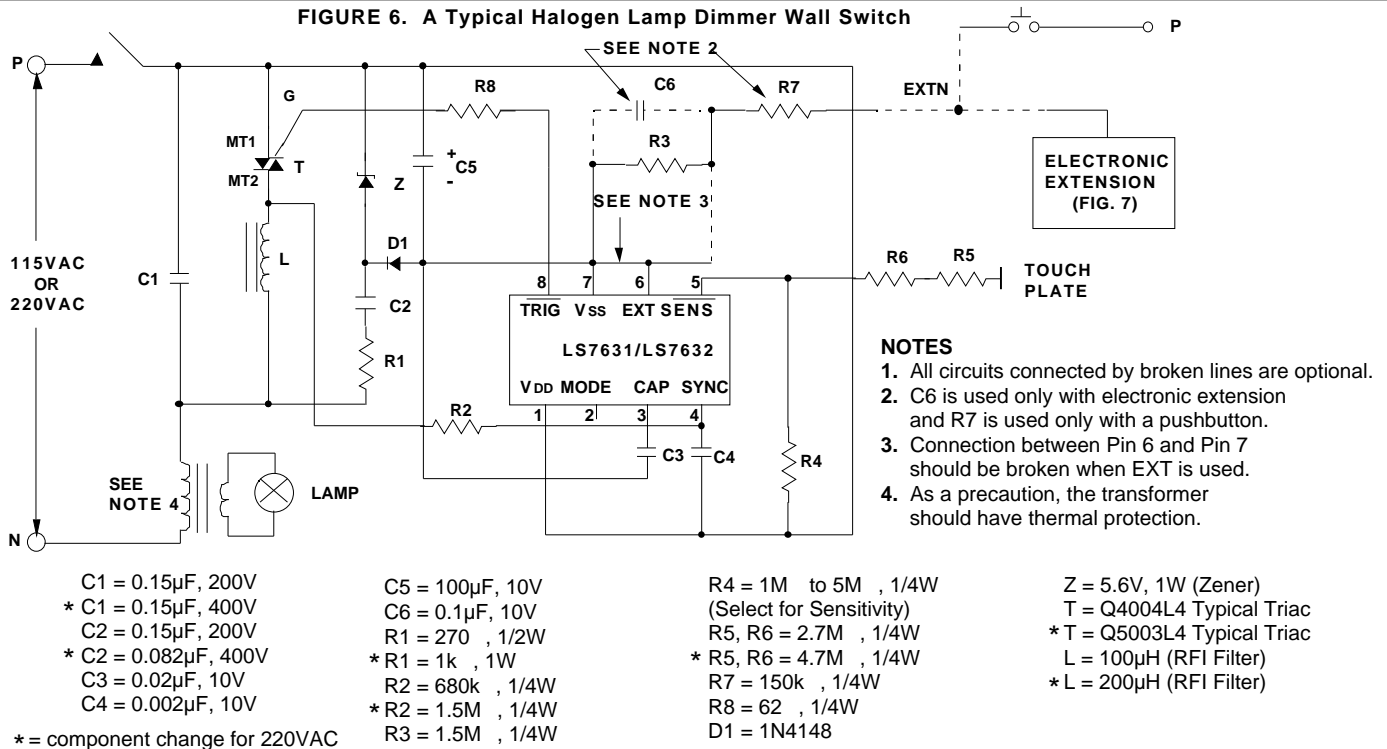 FIGURE 6. A Typical Halogen Lamp Dimmer Wall Switch
P
SEE NOTE 2
P
G
R8
C6
R7
EXTN
MT1
MT2
T
Z
+
C5
-
R3
SEE NOTE 3
ELECTRONIC
EXTENSION
(FIG. 7)
115VAC
OR
220VAC
C1
L
D1
C2
R1
8 7 6 5
TRIG VSS EXT SENS
LS7631/LS7632
VDD MODE CAP SYNC
1 2 3 4
R6 R5
TOUCH
PLATE
R2
C3
C4
R4
SEE
NOTE 4
LAMP
N
NOTES
1. All circuits connected by broken lines are optional.
2. C6 is used only with electronic extension
and R7 is used only with a pushbutton.
3. Connection between Pin 6 and Pin 7
should be broken when EXT is used.
4. As a precaution, the transformer
should have thermal protection.
C1 = 0.15µF, 200V
* C1 = 0.15µF, 400V
C2 = 0.15µF, 200V
* C2 = 0.082µF, 400V
C3 = 0.02µF, 10V
C4 = 0.002µF, 10V
* = component change for 220VAC
C5 = 100µF, 10V
C6 = 0.1µF, 10V
R1 = 270 , 1/2W
* R1 = 1k , 1W
R2 = 680k , 1/4W
* R2 = 1.5M , 1/4W
R3 = 1.5M , 1/4W
R4 = 1M to 5M , 1/4W
(Select for Sensitivity)
R5, R6 = 2.7M , 1/4W
* R5, R6 = 4.7M , 1/4W
R7 = 150k , 1/4W
R8 = 62 , 1/4W
D1 = 1N4148
Z = 5.6V, 1W (Zener)
T = Q4004L4 Typical Triac
* T = Q5003L4 Typical Triac
L = 100µH (RFI Filter)
* L = 200µH (RFI Filter)